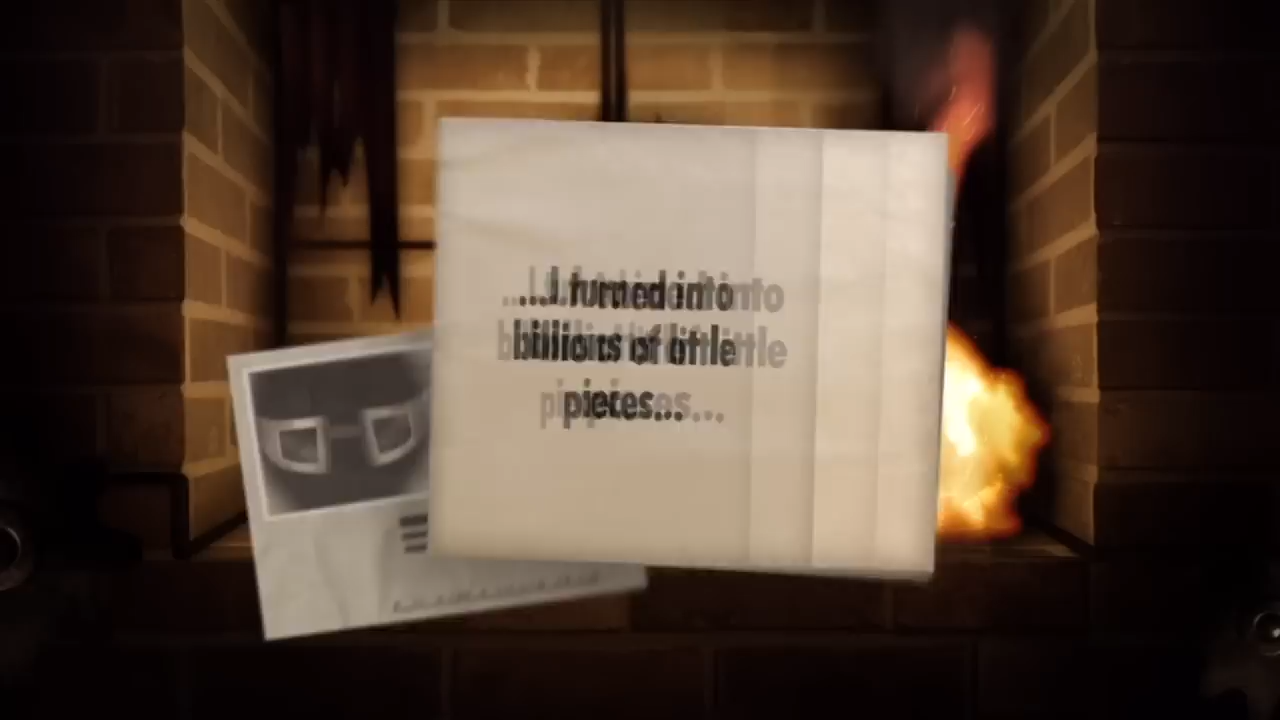 ...I turned into
billions of little
pieces...